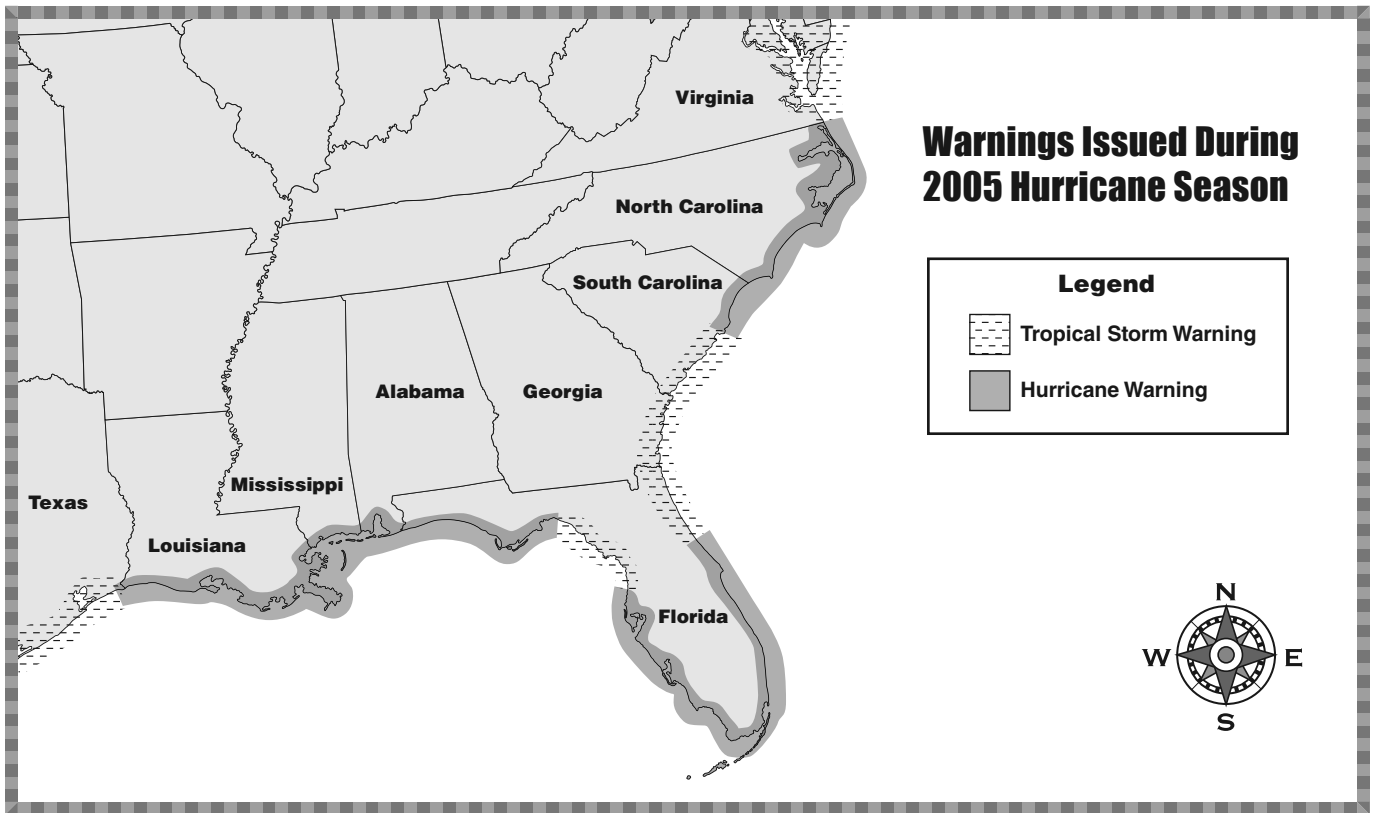 Virginia
Warnings Issued During
2005 Hurricane Season
North Carolina
South Carolina
Legend
Tropical Storm Warning
Hurricane Warning
Alabama
Georgia
Mississippi
Texas
Louisiana
Florida
N
W
E
S